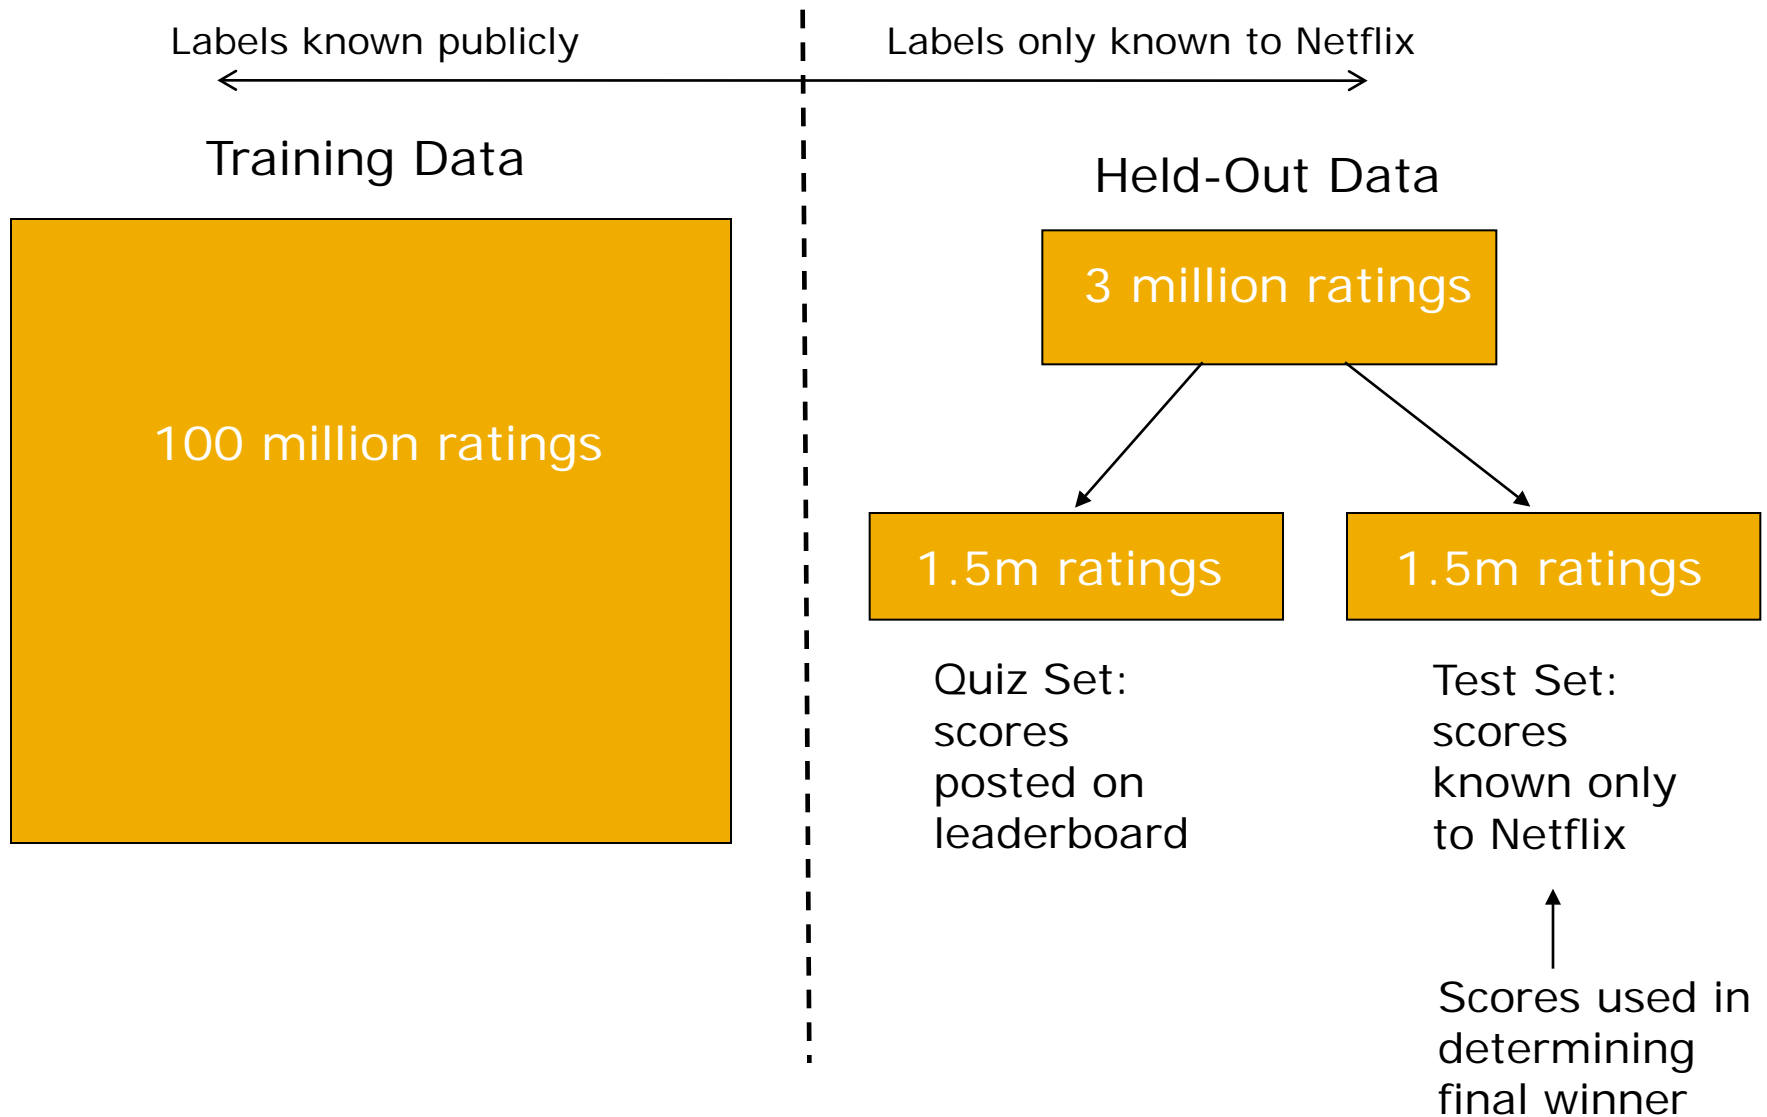 Labels known publicly
Labels only known to Netflix
Training Data
Held-Out Data
3 million ratings
100 million ratings
1.5m ratings
1.5m ratings
Quiz Set:
scores
posted on
leaderboard
Test Set:
scores
known only
to Netflix
Scores used in
determining
final winner